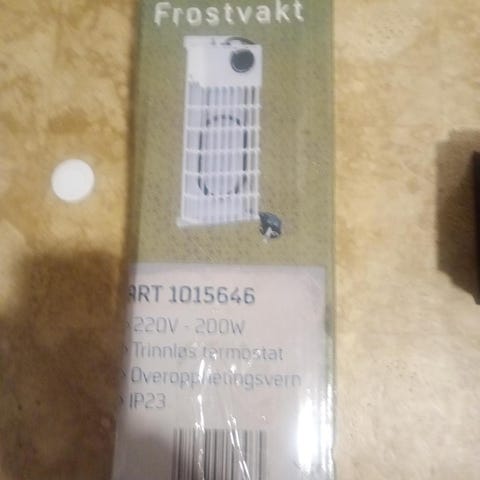 Frostvakt
ART 1015646
> 220V - 200W
> Trinnløs termostat
> Overopphetingsvern
> IP23